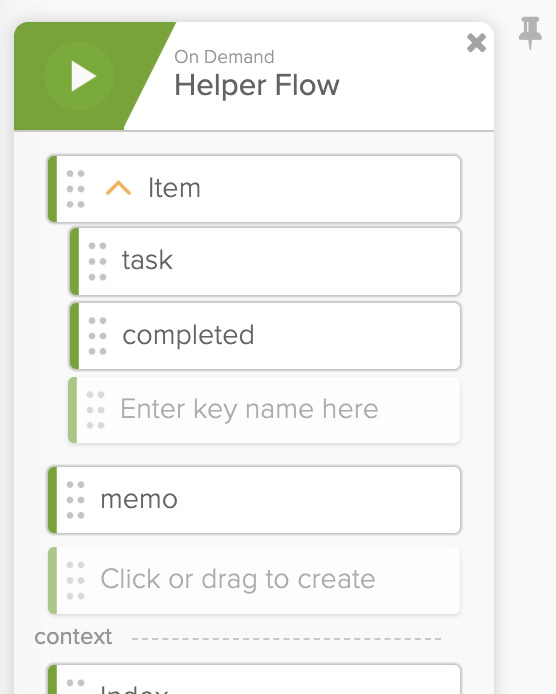 On Demand
Helper Flow
Item
task
completed
Enter key name here
memo
Click or drag to create
context
Index